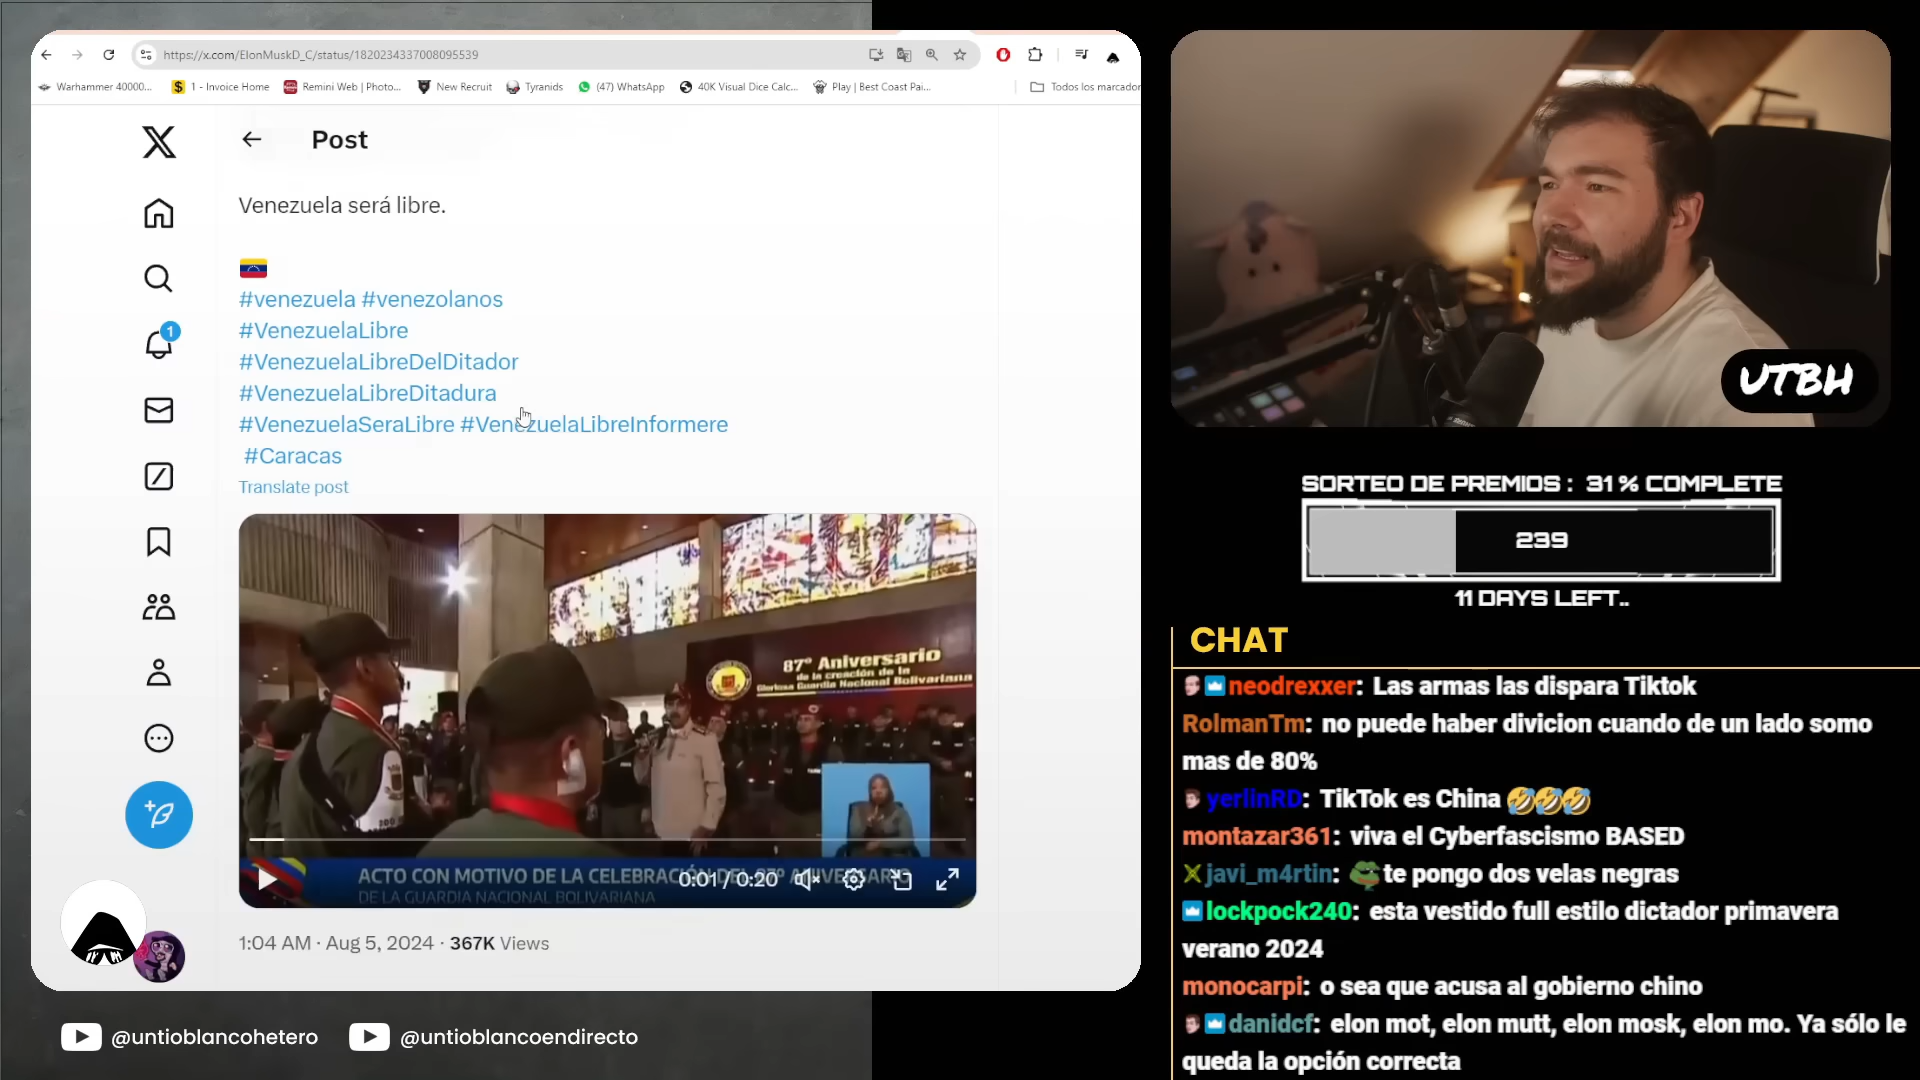 https://x.com/ElonMuskD_C/status/1820234337008095539
Warhammer 40000...
1 - Invoice Home
Remini Web | Photo...
New Recruit
Tyranids
(47) WhatsApp
40K Visual Dice Calc...
Play | Best Coast Pai...
Todos los marcador
Post
Venezuela será libre.
#venezuela #venezolanos
#VenezuelaLibre
#VenezuelaLibreDelDitador
#VenezuelaLibreDitadura
#VenezuelaSeraLibre #VenezuelaLibreInformere
#Caracas
Translate post
1
87º Aniversario
de la creación de la
Gloriosa Guardia Nacional Bolivariana
ACTO CON MOTIVO DE LA CELEBRACIÓN DEL 87º ANIVERSARIO
DE LA GUARDIA NACIONAL BOLIVARIANA
0:01 / 0:20
1:04 AM · Aug 5, 2024 · 367K Views
@untioblancohetero
@untioblancoendirecto
UTBH
SORTEO DE PREMIOS : 31% COMPLETE
239
11 DAYS LEFT..
CHAT
neodrexxer: Las armas las dispara Tiktok
RolmanTm: no puede haber divicion cuando de un lado somo
mas de 80%
yerlinRD: TikTok es China 🤣🤣🤣
montazar361: viva el Cyberfascismo BASED
javi_m4rtin: te pongo dos velas negras
lockpock240: esta vestido full estilo dictador primavera
verano 2024
monocarpi: o sea que acusa al gobierno chino
danidcf: elon mot, elon mutt, elon mosk, elon mo. Ya sólo le
queda la opción correcta